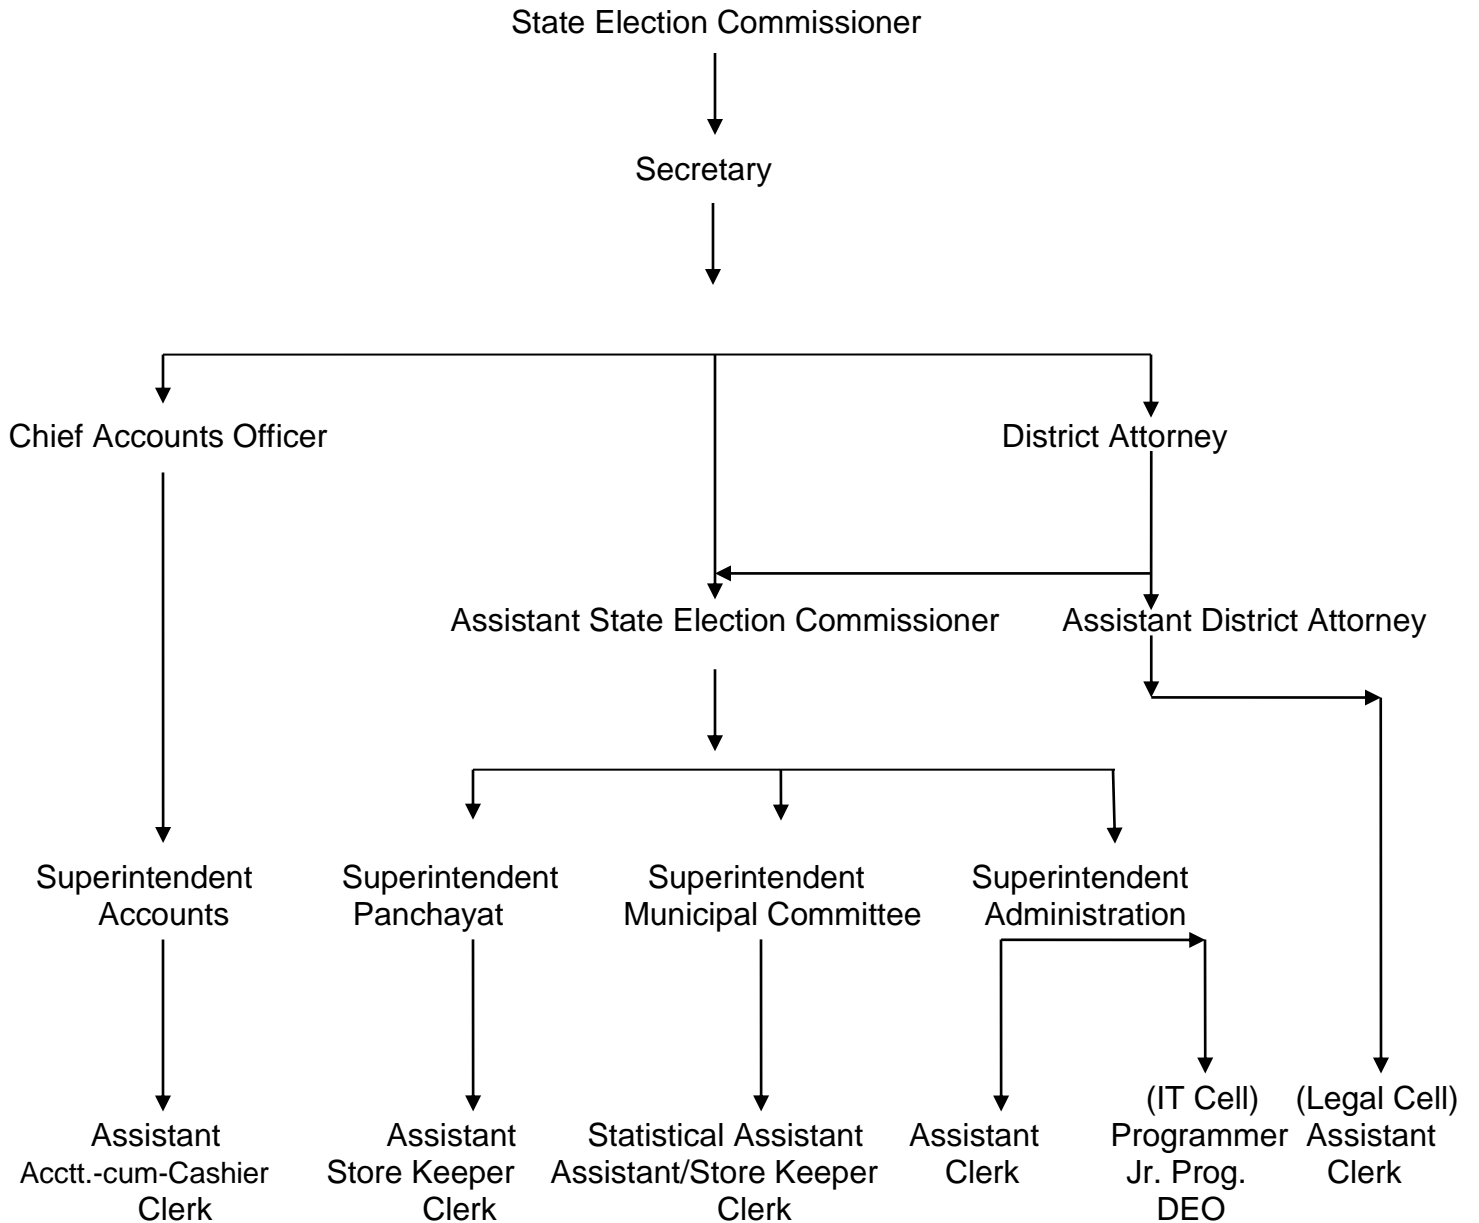 State Election Commissioner
Secretary
Chief Accounts Officer
District Attorney
Assistant State Election Commissioner
Assistant District Attorney
Superintendent
Accounts
Superintendent
Panchayat
Superintendent
Municipal Committee
Superintendent
Administration
Assistant
Acctt.-cum-Cashier
Clerk
Assistant
Store Keeper
Clerk
Statistical Assistant
Assistant/Store Keeper
Clerk
Assistant
Clerk
(IT Cell)
Programmer
Jr. Prog.
DEO
(Legal Cell)
Assistant
Clerk